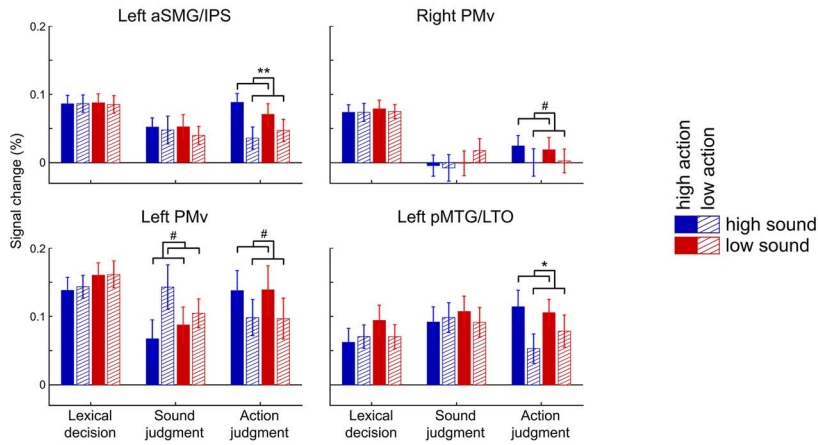 Left aSMG/IPS
Right PMv
0.2
0.1
0
**
#
Signal change (%)
Left PMv
Left pMTG/LTO
0.2
0.1
0
#
#
*
Lexical
decision
Sound
judgment
Action
judgment
Lexical
decision
Sound
judgment
Action
judgment
high action
low action
high sound
low sound